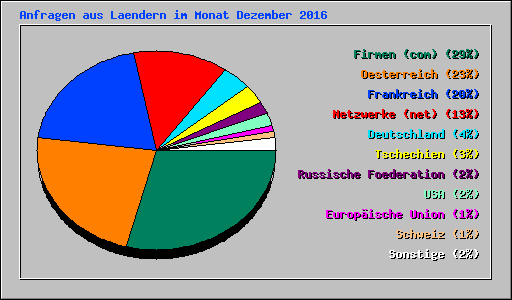 Anfragen aus Laendern im Monat Dezember 2016
Firmen (com) (29%)
Oesterreich (23%)
Frankreich (20%)
Netzwerke (net) (13%)
Deutschland (4%)
Tschechien (3%)
Russische Foederation (2%)
USA (2%)
Europäische Union (1%)
Schweiz (1%)
Sonstige (2%)